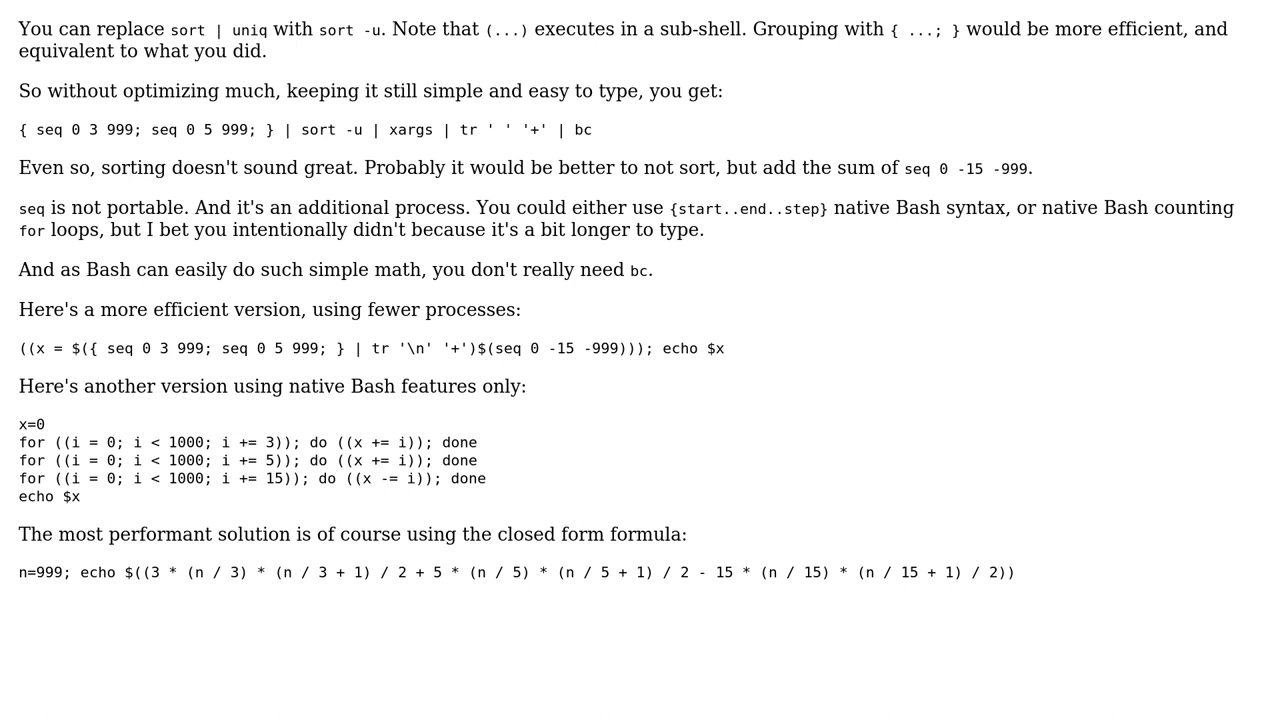 You can replace sort | uniq with sort -u. Note that (...) executes in a sub-shell. Grouping with { ...; } would be more efficient, and
equivalent to what you did.
So without optimizing much, keeping it still simple and easy to type, you get:
{ seq 0 3 999; seq 0 5 999; } | sort -u | xargs | tr ' ' '+' | bc
Even so, sorting doesn't sound great. Probably it would be better to not sort, but add the sum of seq 0 -15 -999.
seq is not portable. And it's an additional process. You could either use {start..end..step} native Bash syntax, or native Bash counting
for loops, but I bet you intentionally didn't because it's a bit longer to type.
And as Bash can easily do such simple math, you don't really need bc.
Here's a more efficient version, using fewer processes:
((x = $({ seq 0 3 999; seq 0 5 999; } | tr '\n' '+')$(seq 0 -15 -999))); echo $x
Here's another version using native Bash features only:
x=0
for ((i = 0; i < 1000; i += 3)); do ((x += i)); done
for ((i = 0; i < 1000; i += 5)); do ((x += i)); done
for ((i = 0; i < 1000; i += 15)); do ((x -= i)); done
echo $x
The most performant solution is of course using the closed form formula:
n=999; echo $((3 * (n / 3) * (n / 3 + 1) / 2 + 5 * (n / 5) * (n / 5 + 1) / 2 - 15 * (n / 15) * (n / 15 + 1) / 2))